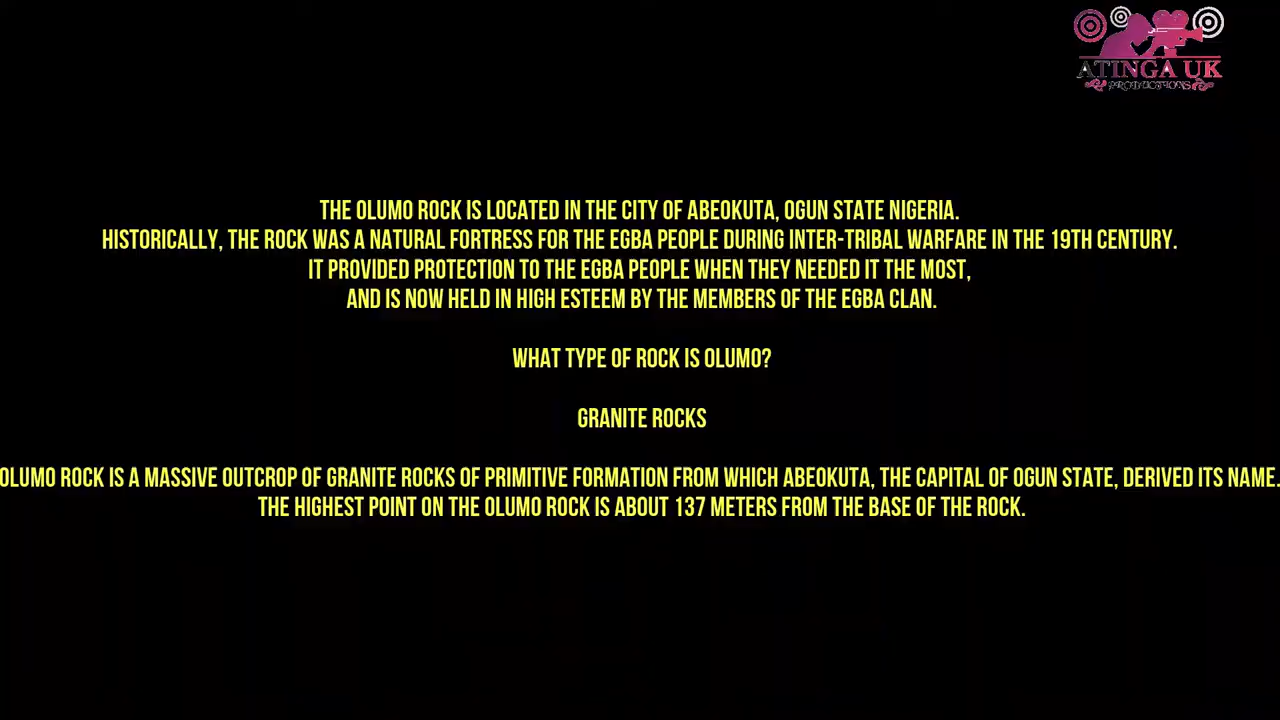 ATINGA UK
PRODUCTIONS
THE OLUMO ROCK IS LOCATED IN THE CITY OF ABEOKUTA, OGUN STATE NIGERIA.
HISTORICALLY, THE ROCK WAS A NATURAL FORTRESS FOR THE EGBA PEOPLE DURING INTER-TRIBAL WARFARE IN THE 19TH CENTURY.
IT PROVIDED PROTECTION TO THE EGBA PEOPLE WHEN THEY NEEDED IT THE MOST,
AND IS NOW HELD IN HIGH ESTEEM BY THE MEMBERS OF THE EGBA CLAN.
WHAT TYPE OF ROCK IS OLUMO?
GRANITE ROCKS
OLUMO ROCK IS A MASSIVE OUTCROP OF GRANITE ROCKS OF PRIMITIVE FORMATION FROM WHICH ABEOKUTA, THE CAPITAL OF OGUN STATE, DERIVED ITS NAME.
THE HIGHEST POINT ON THE OLUMO ROCK IS ABOUT 137 METERS FROM THE BASE OF THE ROCK.